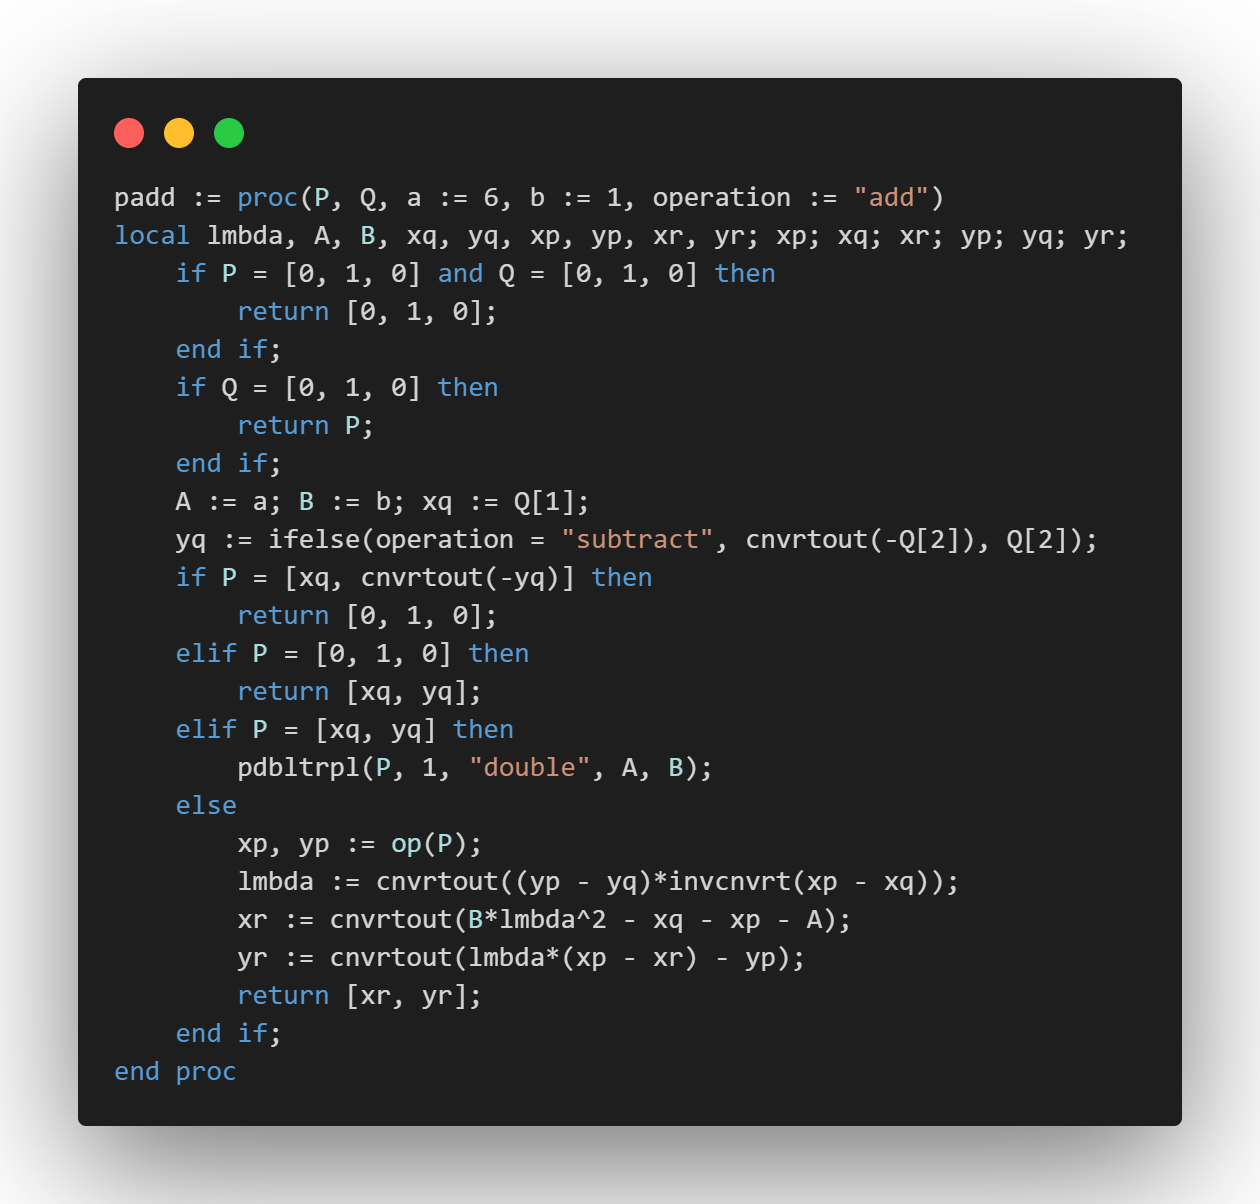 padd := proc(P, Q, a := 6, b := 1, operation := "add")
local lmbda, A, B, xq, yq, xp, yp, xr, yr; xp; xq; xr; yp; yq; yr;
    if P = [0, 1, 0] and Q = [0, 1, 0] then
        return [0, 1, 0];
    end if;
    if Q = [0, 1, 0] then
        return P;
    end if;
    A := a; B := b; xq := Q[1];
    yq := ifelse(operation = "subtract", cnvrtout(-Q[2]), Q[2]);
    if P = [xq, cnvrtout(-yq)] then
        return [0, 1, 0];
    elif P = [0, 1, 0] then
        return [xq, yq];
    elif P = [xq, yq] then
        pdbltrpl(P, 1, "double", A, B);
    else
        xp, yp := op(P);
        lmbda := cnvrtout((yp - yq)*invcnvrt(xp - xq));
        xr := cnvrtout(B*lmbda^2 - xq - xp - A);
        yr := cnvrtout(lmbda*(xp - xr) - yp);
        return [xr, yr];
    end if;
end proc